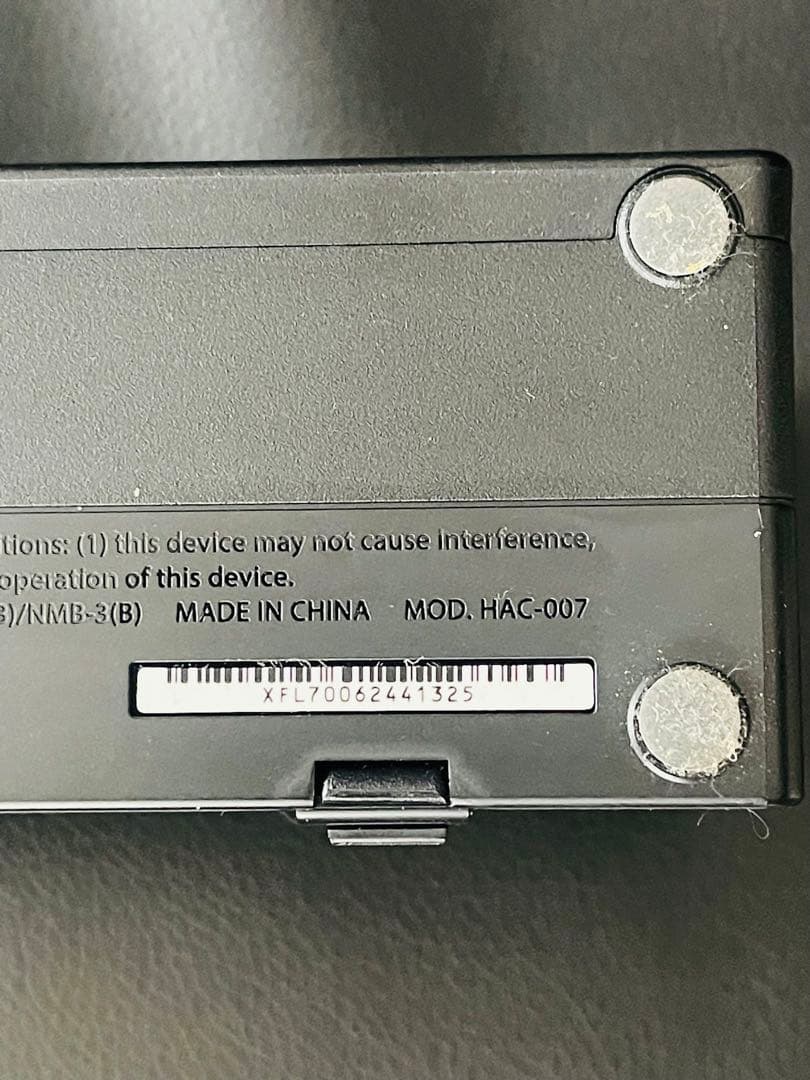 tions: (1) this device may not cause interference,
operation of this device.
)/NMB-3(B) MADE IN CHINA MOD. HAC-007
XFL70062441325